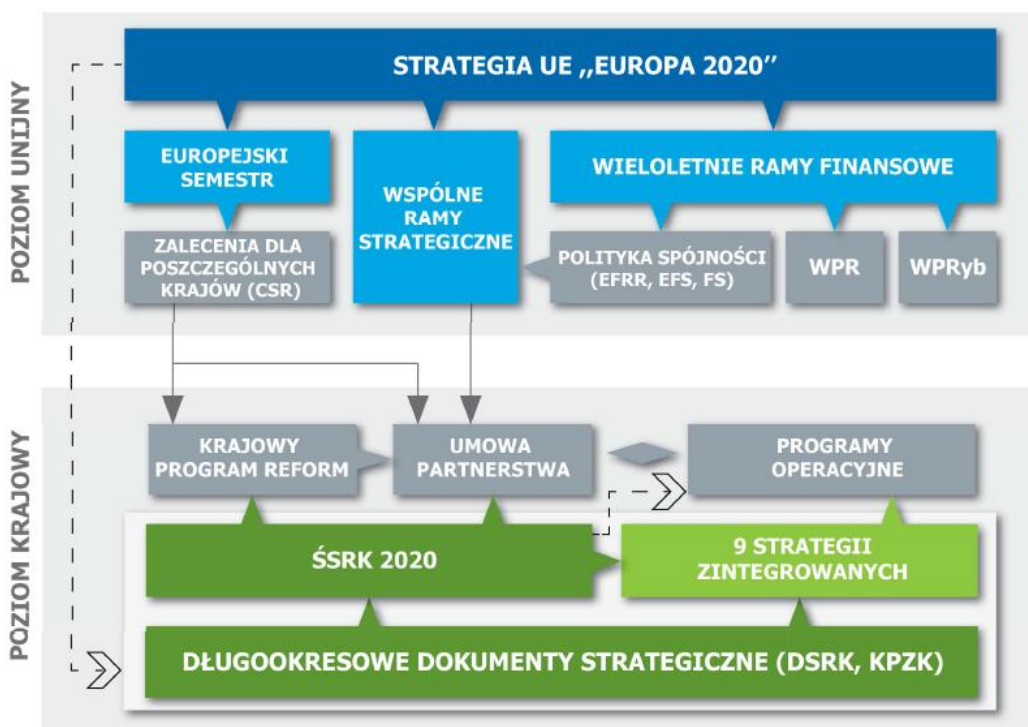 POZIOM UNIJNY
STRATEGIA UE „EUROPA 2020”
EUROPEJSKI
SEMESTR
WSPÓLNE
RAMY
STRATEGICZNE
WIELOLETNIE RAMY FINANSOWE
ZALECENIA DLA
POSZCZEGÓLNYCH
KRAJÓW (CSR)
POLITYKA SPÓJNOŚCI
(EFRR, EFS, FS)
WPR
WPRyb
POZIOM KRAJOWY
KRAJOWY
PROGRAM REFORM
UMOWA
PARTNERSTWA
PROGRAMY
OPERACYJNE
ŚSRK 2020
9 STRATEGII
ZINTEGROWANYCH
DŁUGOOKRESOWE DOKUMENTY STRATEGICZNE (DSRK, KPZK)